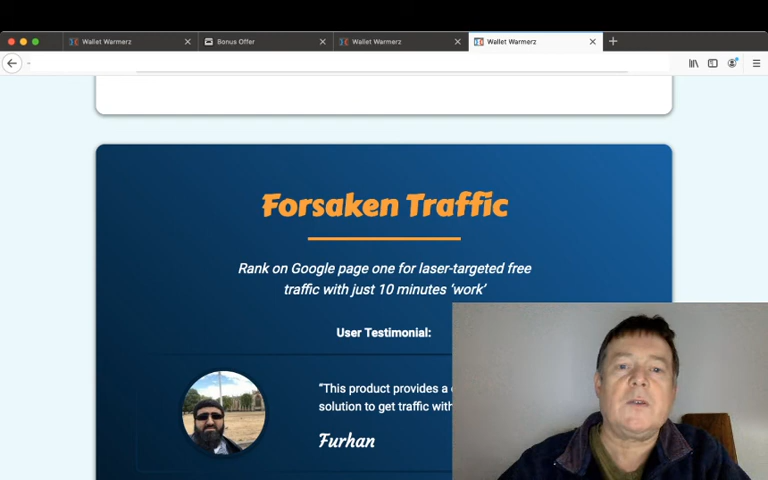 Wallet Warmerz
Bonus Offer
Wallet Warmerz
Wallet Warmerz
Forsaken Traffic
Rank on Google page one for laser-targeted free
traffic with just 10 minutes ‘work’
User Testimonial:
“This product provides a
solution to get traffic with
Furhan